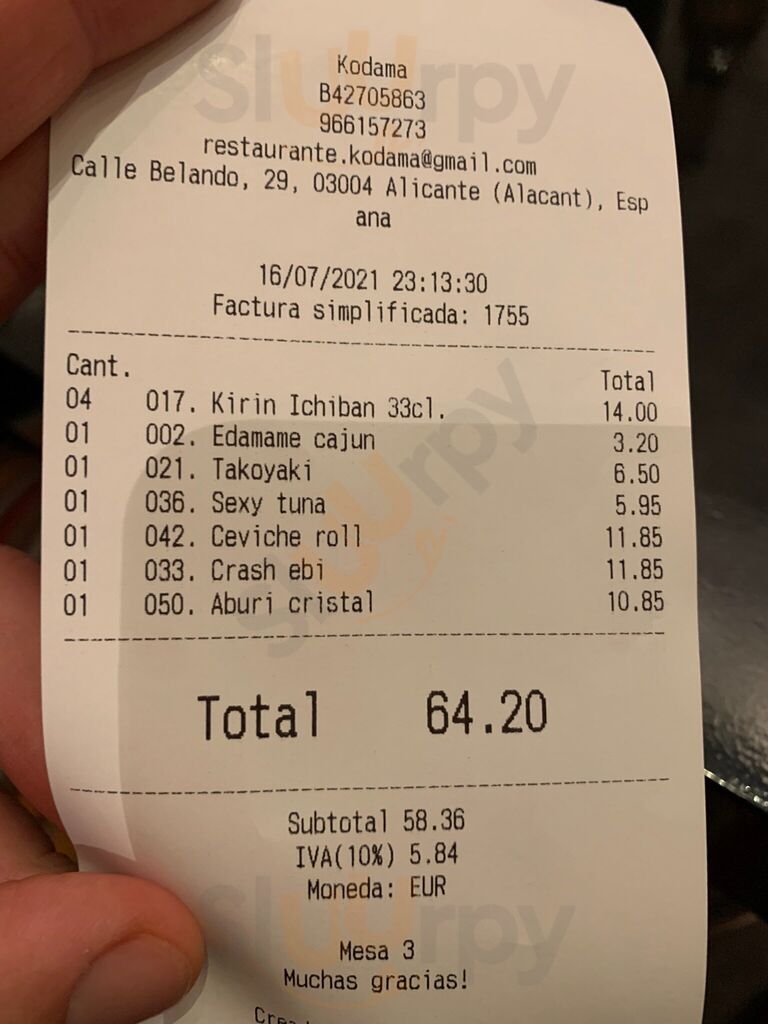 Kodama
B42705863
966157273
restaurante.kodama@gmail.com
Calle Belando, 29, 03004 Alicante (Alacant), Esp
ana
16/07/2021 23:13:30
Factura simplificada: 1755
Cant. Total
04 017. Kirin Ichiban 33cl. 14.00
01 002. Edamame cajun 3.20
01 021. Takoyaki 6.50
01 036. Sexy tuna 5.95
01 042. Ceviche roll 11.85
01 033. Crash ebi 11.85
01 050. Aburi cristal 10.85
Total 64.20
Subtotal 58.36
IVA(10%) 5.84
Moneda: EUR
Mesa 3
Muchas gracias!
Sluurpy
Sluurpy
Sluurpy